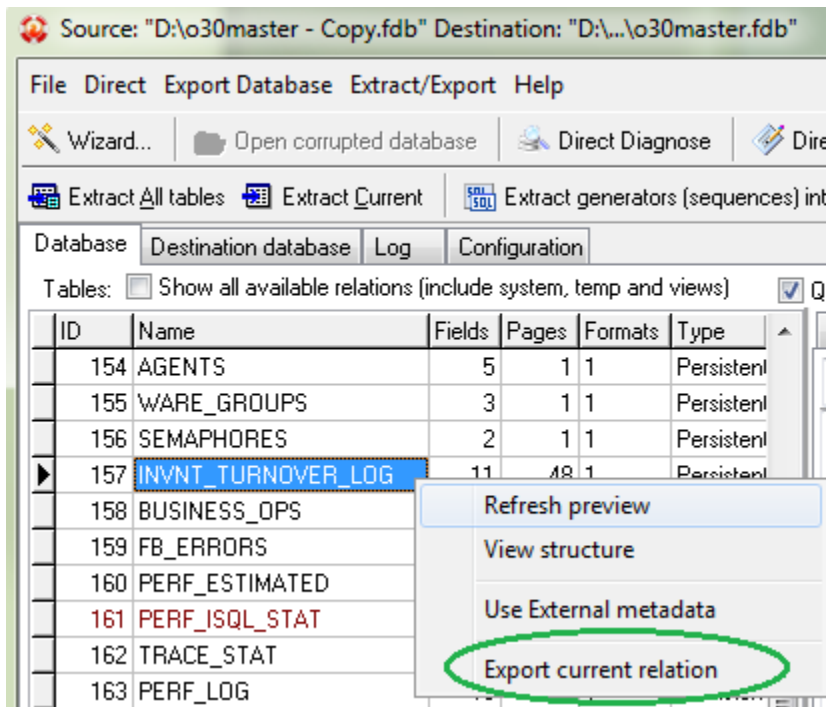 Source: "D:\o30master - Copy.fdb" Destination: "D:\...\o30master.fdb"
File Direct Export Database Extract/Export Help
Wizard... Open corrupted database Direct Diagnose
Extract All tables Extract Current Extract generators (sequences)
Database Destination database Log Configuration
Tables: Show all available relations (include system, temp and views)
ID Name Fields Pages Formats Type
154 AGENTS 5 1 1 Persistent
155 WARE_GROUPS 3 1 1 Persistent
156 SEMAPHORES 2 1 1 Persistent
157 INVNT_TURNOVER_LOG 11 48 1 Persistent
158 BUSINESS_OPS
159 FB_ERRORS
160 PERF_ESTIMATED
161 PERF_ISQL_STAT
162 TRACE_STAT
163 PERF_LOG
Refresh preview
View structure
Use External metadata
Export current relation